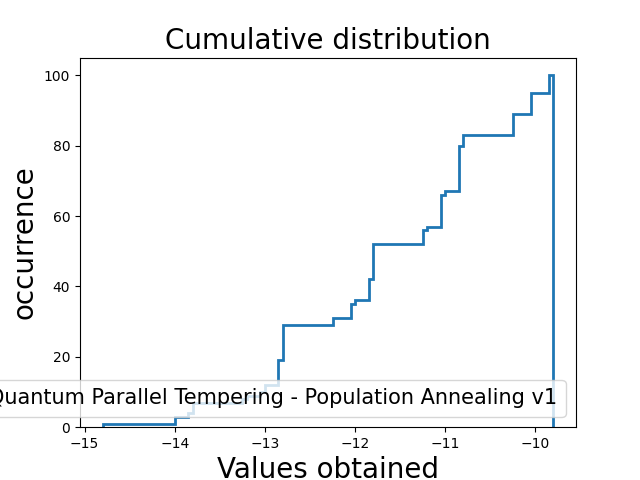 Cumulative distribution
occurrence
100
80
60
40
20
0
Quantum Parallel Tempering - Population Annealing v1
−15 −14 −13 −12 −11 −10
Values obtained